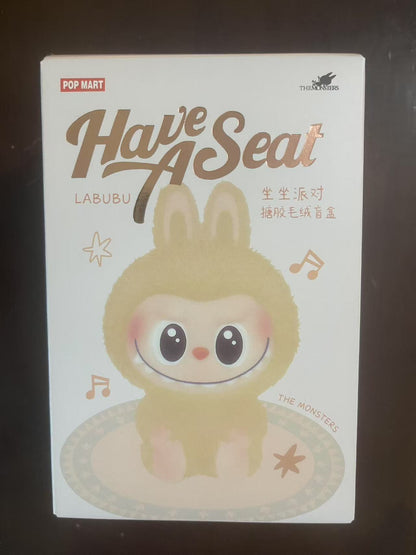 POP MART
THE MONSTERS
Have
A Seat
LABUBU
坐坐派对
搪胶毛绒盲盒
THE MONSTERS